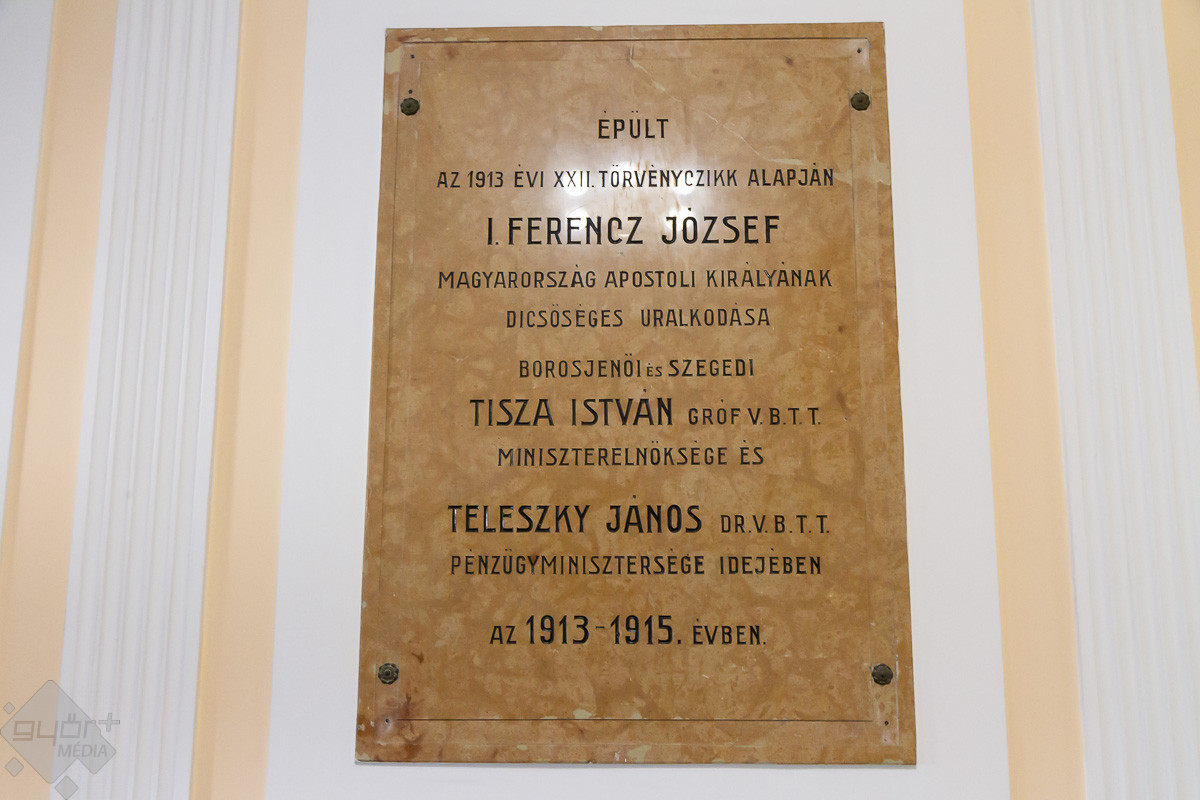 ÉPÜLT
AZ 1913 ÉVI XXII. TÖRVÉNYCZIKK ALAPJÁN
I. FERENCZ JÓZSEF
MAGYARORSZÁG APOSTOLI KIRÁLYÁNAK
DICSŐSÉGES URALKODÁSA
BOROSJENŐI ÉS SZEGEDI
TISZA ISTVÁN GRÓF V.B.T.T.
MINISZTERELNÖKSÉGE ÉS
TELESZKY JÁNOS DR. V.B.T.T.
PÉNZÜGYMINISZTERSÉGE IDEJÉBEN
AZ 1913-1915. ÉVBEN.
győr+
MÉDIA